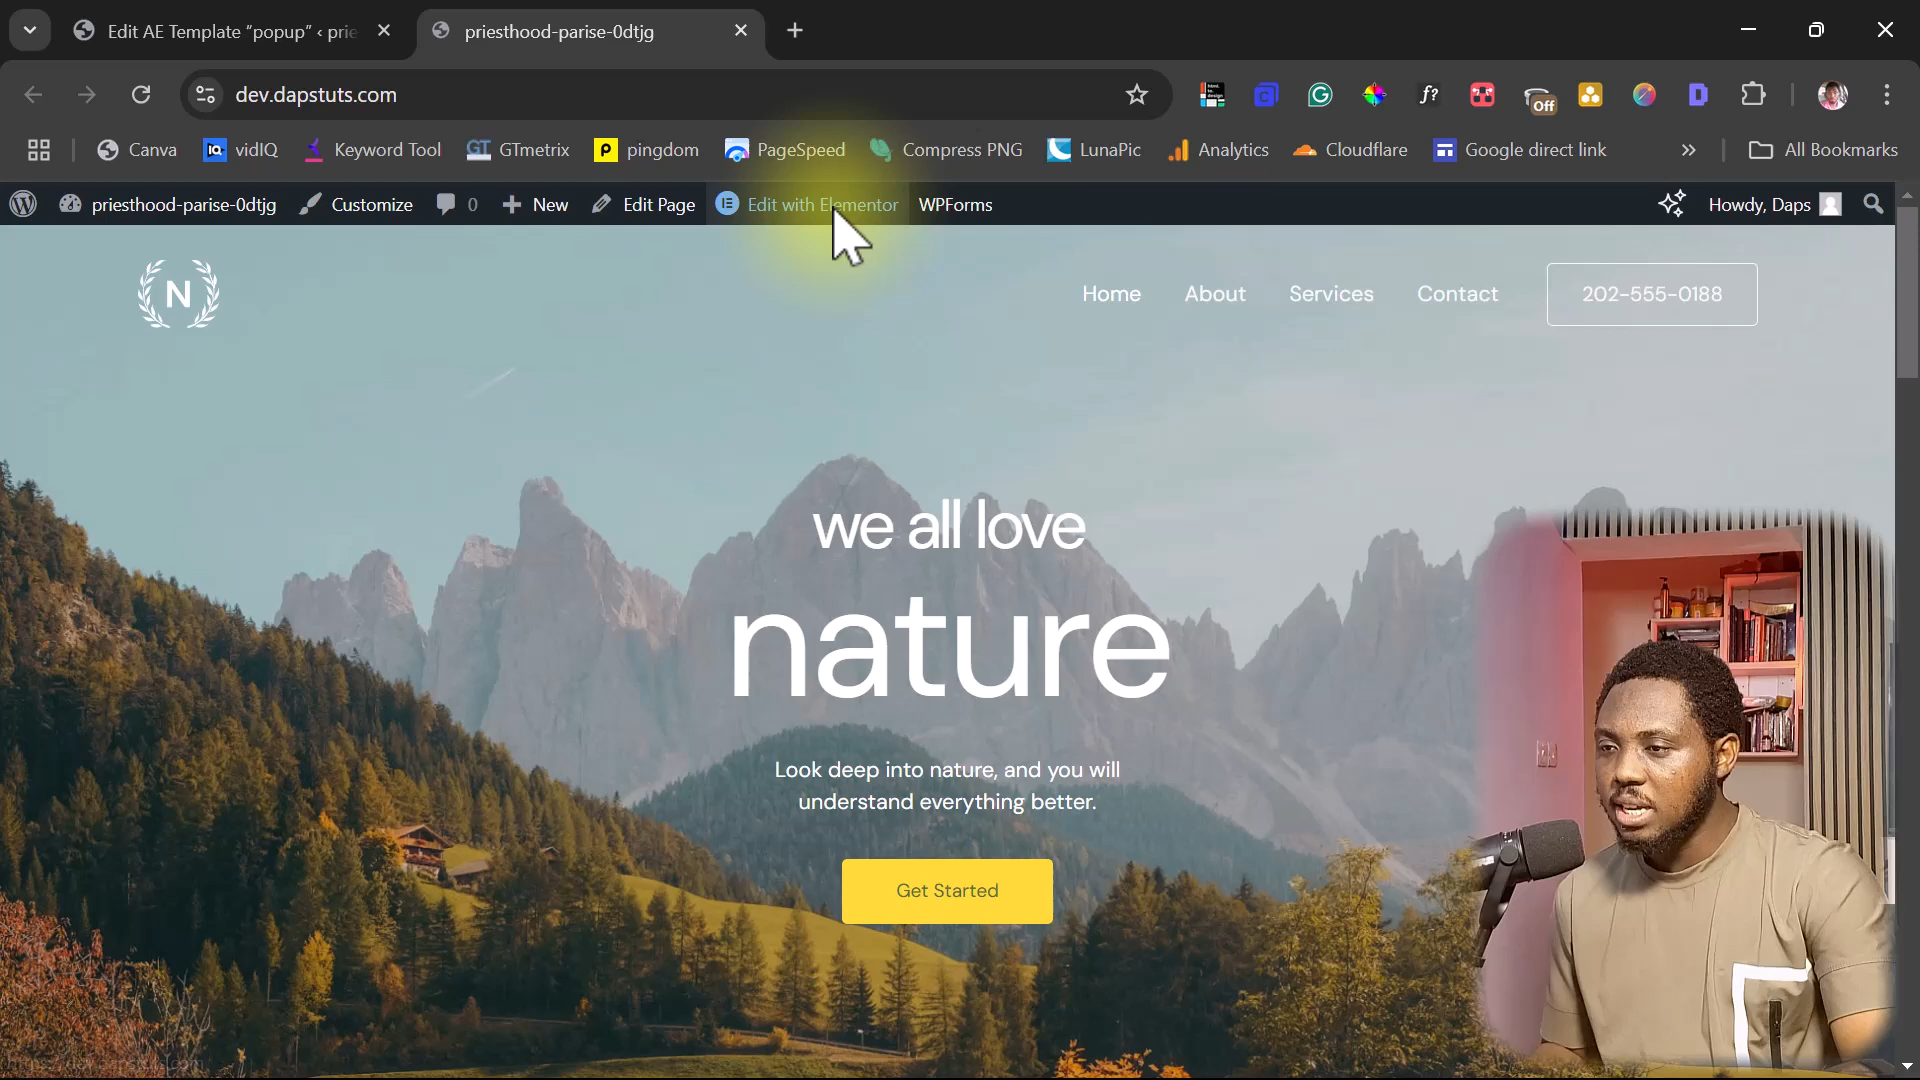 Edit AE Template “popup” ‹ prie
priesthood-parise-0dtjg
dev.dapstuts.com
Off
Canva
vidIQ
Keyword Tool
GTmetrix
pingdom
PageSpeed
Compress PNG
LunaPic
Analytics
Cloudflare
Google direct link
All Bookmarks
priesthood-parise-0dtjg
Customize
0
New
Edit Page
Edit with Elementor
WPForms
Howdy, Daps
N
Home
About
Services
Contact
202-555-0188
we all love
nature
Look deep into nature, and you will
understand everything better.
Get Started